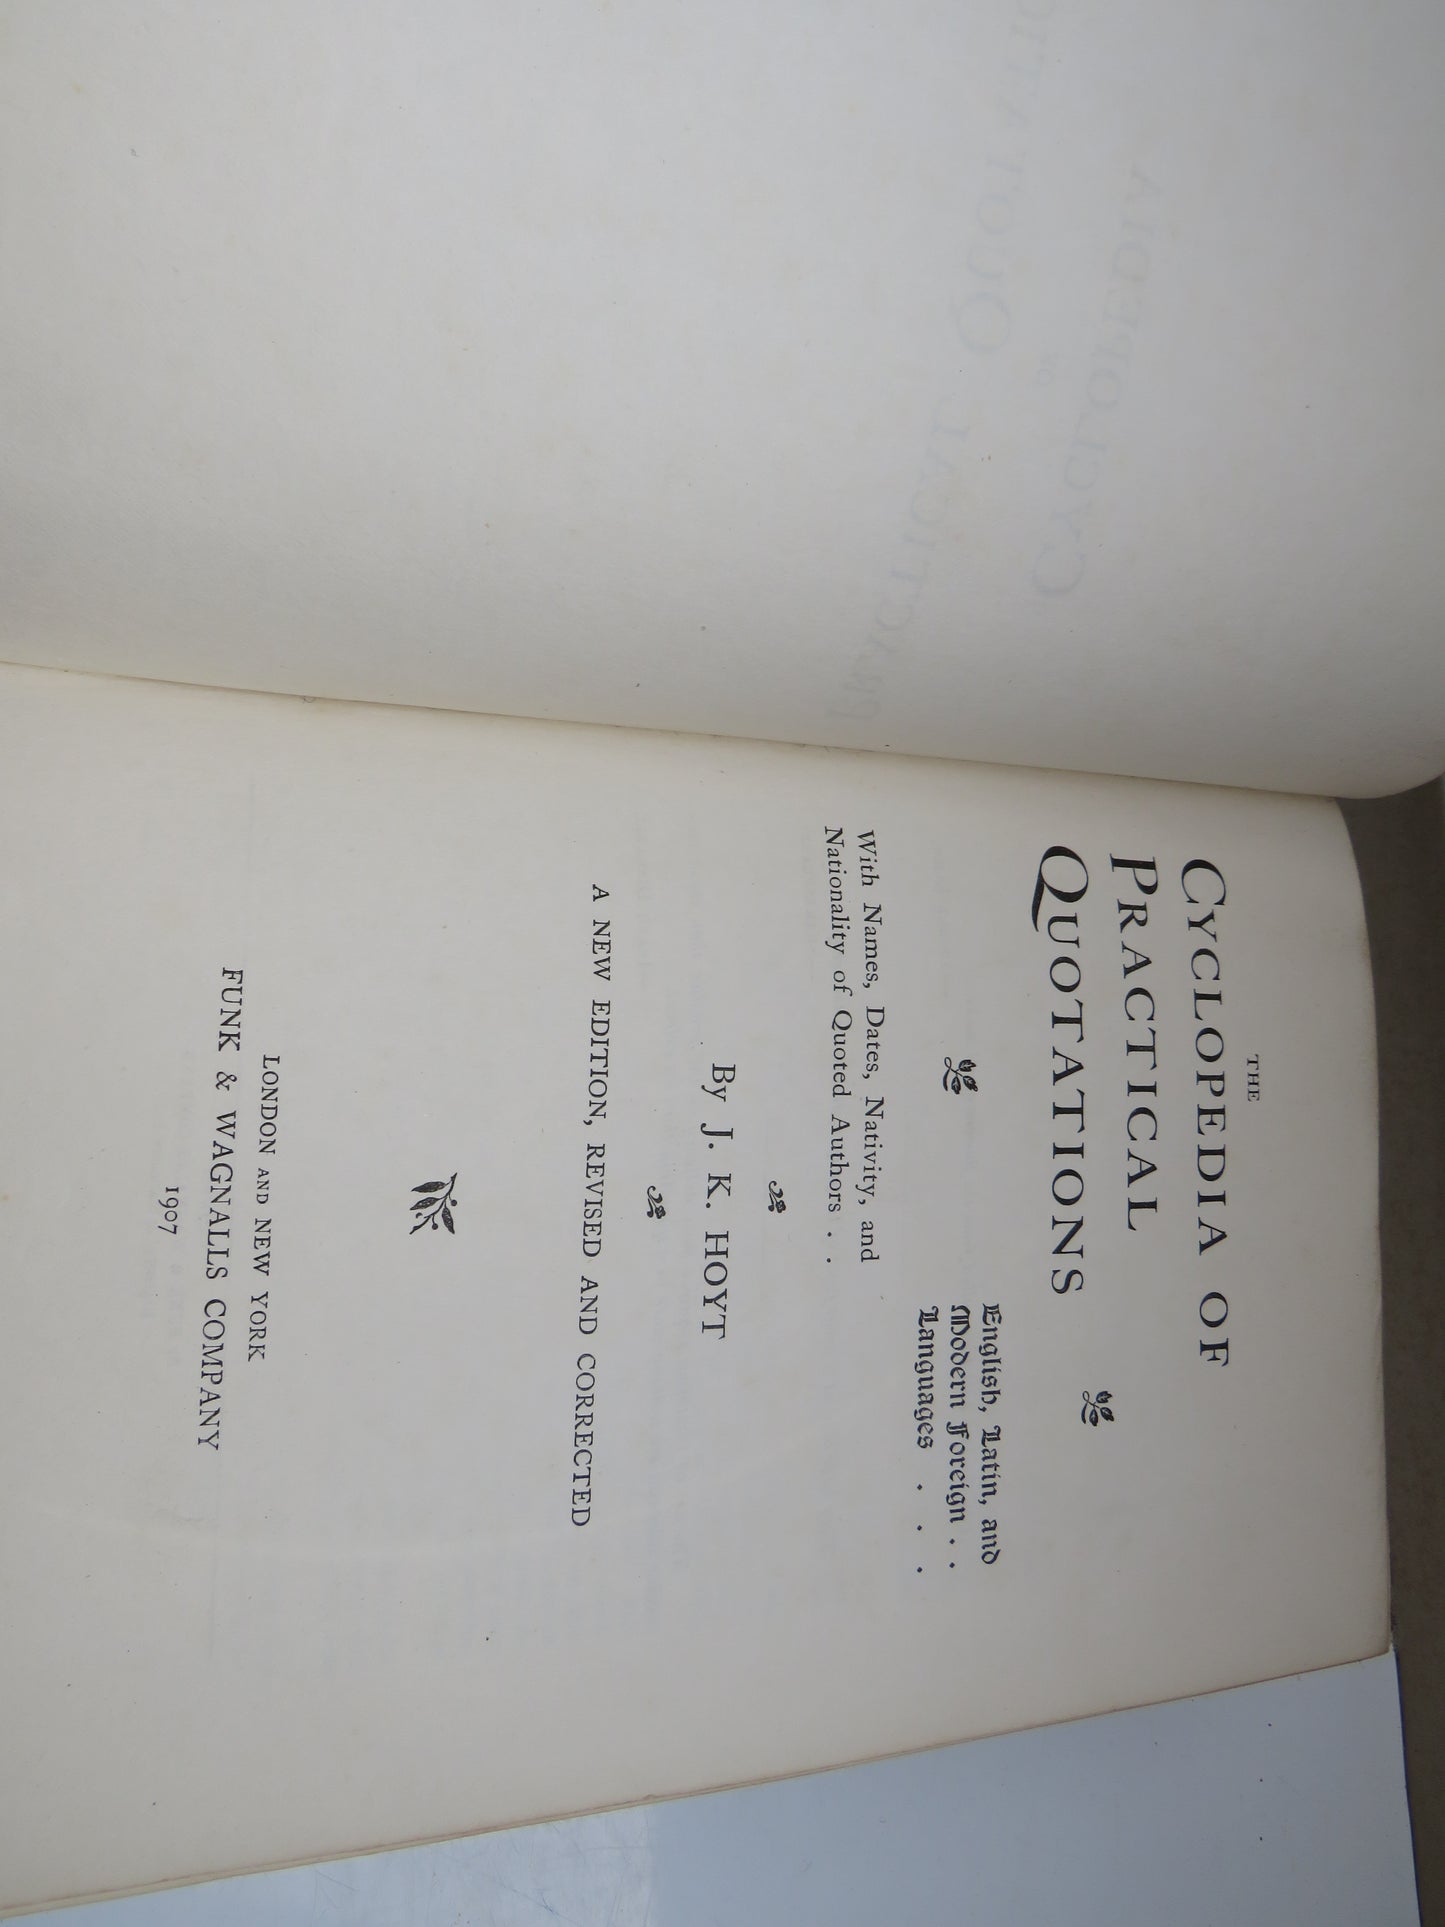 THE
CYCLOPEDIA OF
PRACTICAL
QUOTATIONS
English, Latin, and
Modern Foreign . .
Languages . . .
With Names, Dates, Nativity, and
Nationality of Quoted Authors . .
By J. K. HOYT
A NEW EDITION, REVISED AND CORRECTED
LONDON AND NEW YORK
FUNK & WAGNALLS COMPANY
1907